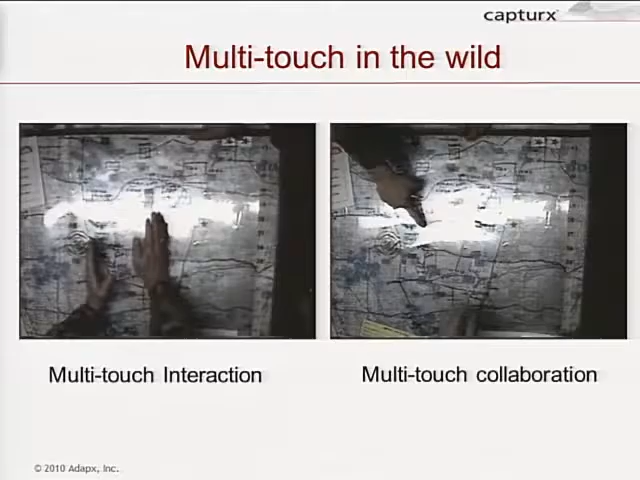 capturx
Multi-touch in the wild
Multi-touch Interaction
Multi-touch collaboration
© 2010 Adapx, Inc.